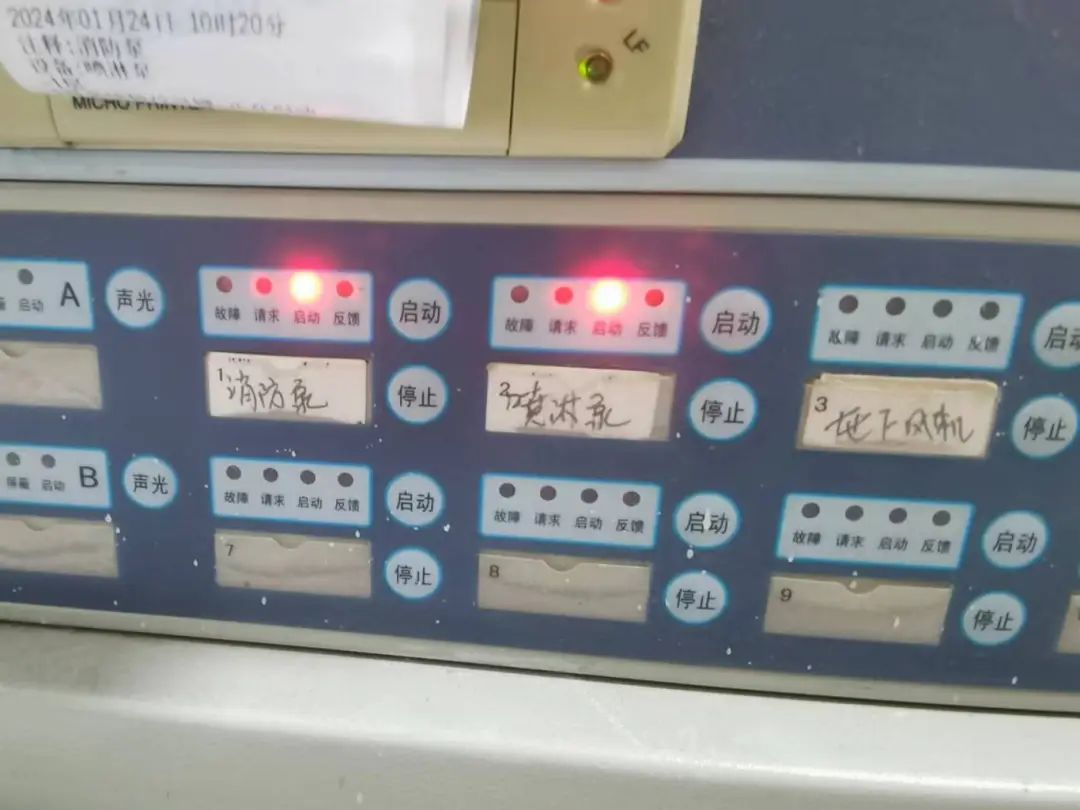 2024年01月24日 10时20分
注释:消防泵
设备:喷淋泵
MICRO PRINTER
LF
启动 A
声光
故障 请求 启动 反馈
启动
故障 请求 启动 反馈
启动
故障 请求 启动 反馈
启动
1 消防泵
停止
2 喷淋泵
停止
3 地下风机
停止
屏蔽 启动 B
声光
故障 请求 启动 反馈
启动
故障 请求 启动 反馈
启动
故障 请求 启动 反馈
启动
7
停止
8
停止
9
停止